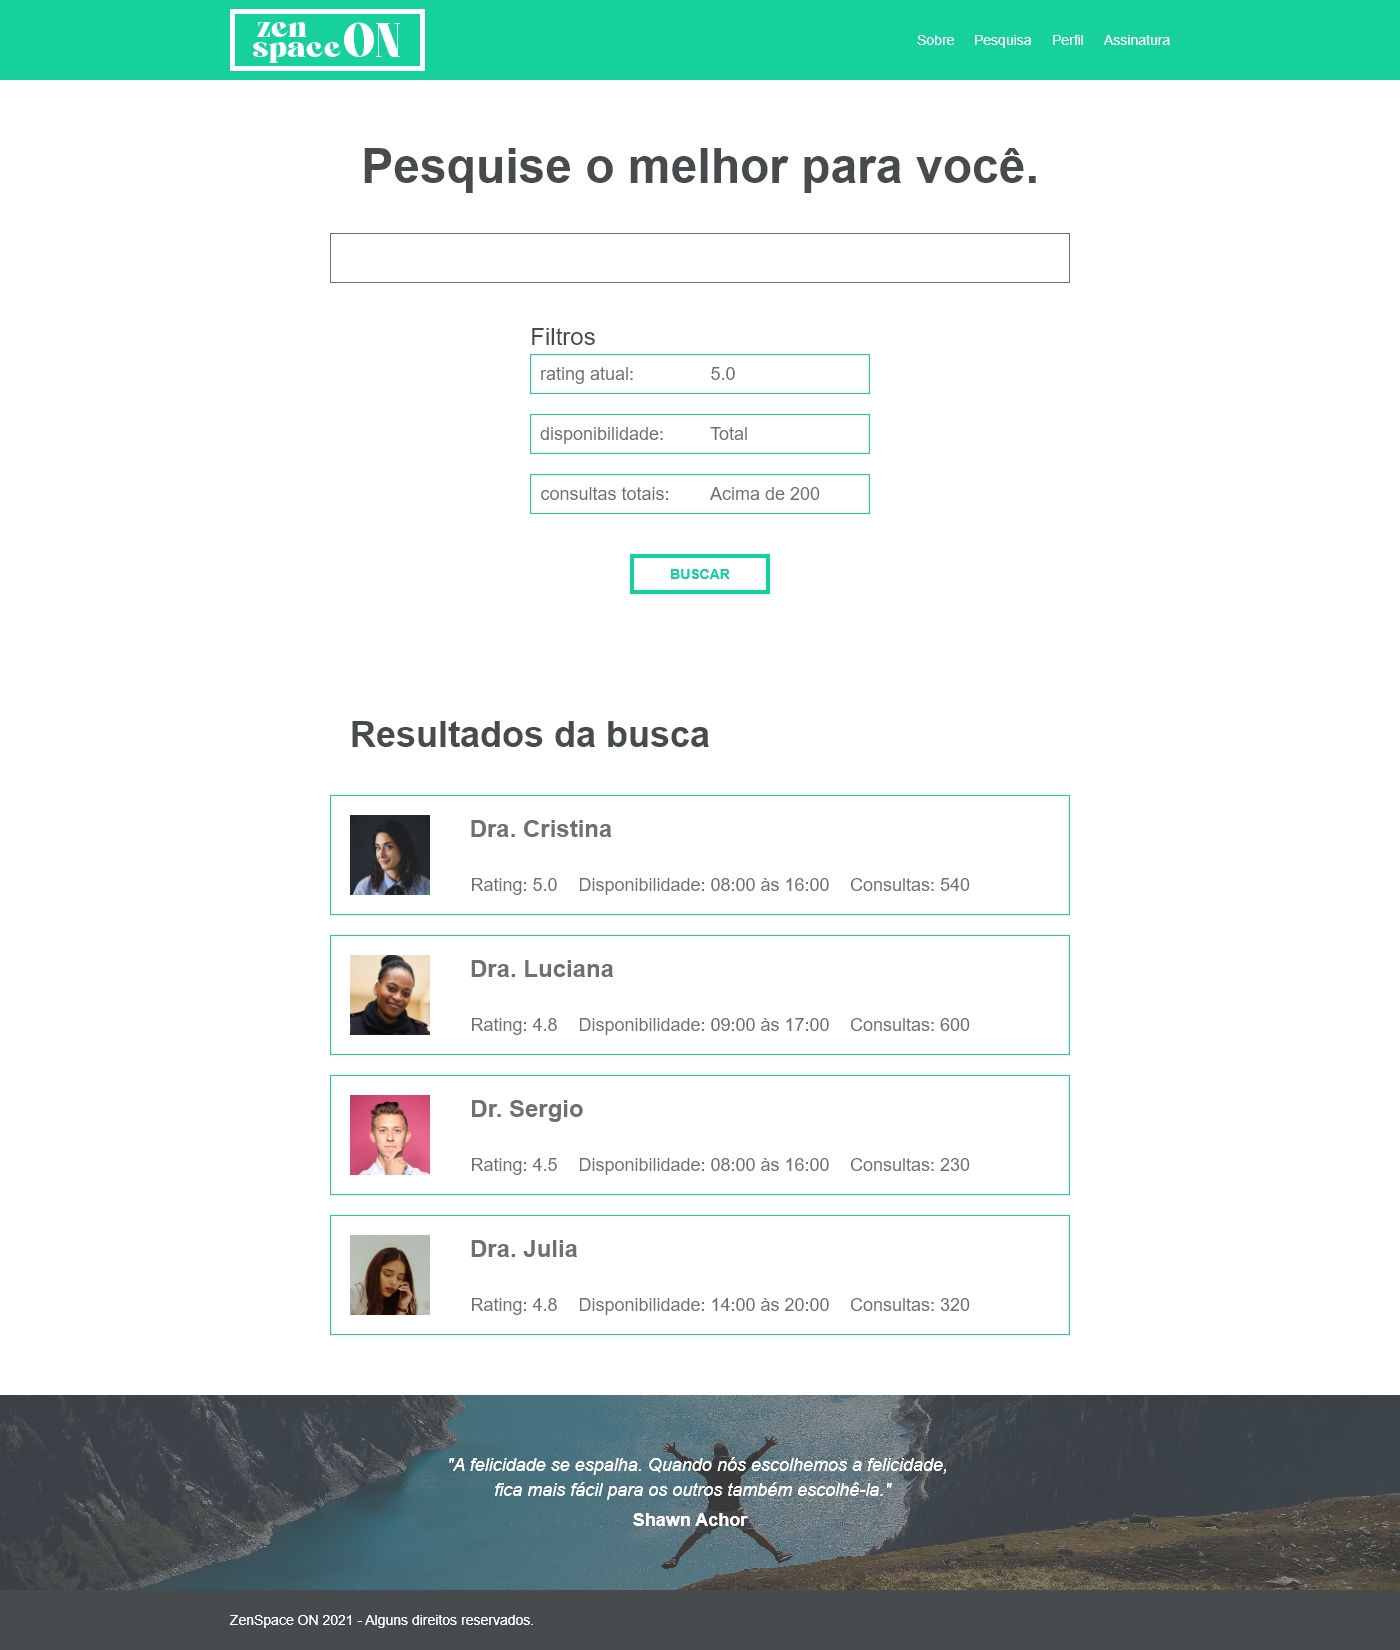 zen
space ON
Sobre Pesquisa Perfil Assinatura
Pesquise o melhor para você.
Filtros
rating atual: 5.0
disponibilidade: Total
consultas totais: Acima de 200
BUSCAR
Resultados da busca
Dra. Cristina
Rating: 5.0 Disponibilidade: 08:00 às 16:00 Consultas: 540
Dra. Luciana
Rating: 4.8 Disponibilidade: 09:00 às 17:00 Consultas: 600
Dr. Sergio
Rating: 4.5 Disponibilidade: 08:00 às 16:00 Consultas: 230
Dra. Julia
Rating: 4.8 Disponibilidade: 14:00 às 20:00 Consultas: 320
"A felicidade se espalha. Quando nós escolhemos a felicidade,
fica mais fácil para os outros também escolhê-la."
Shawn Achor
ZenSpace ON 2021 - Alguns direitos reservados.